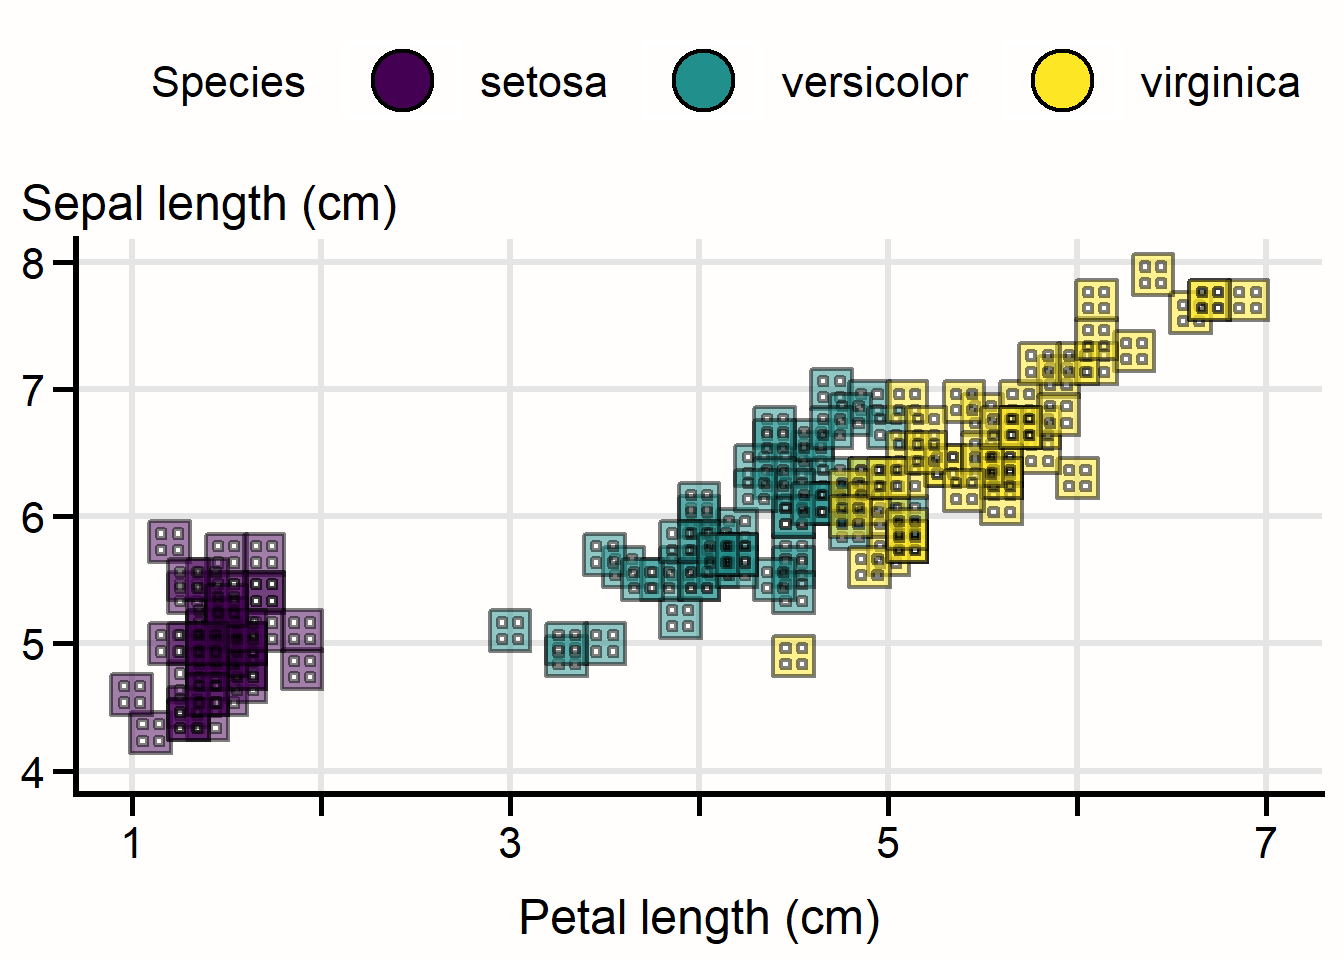 Species setosa versicolor virginica
Sepal length (cm)
8
7
6
5
4
1 3 5 7
Petal length (cm)